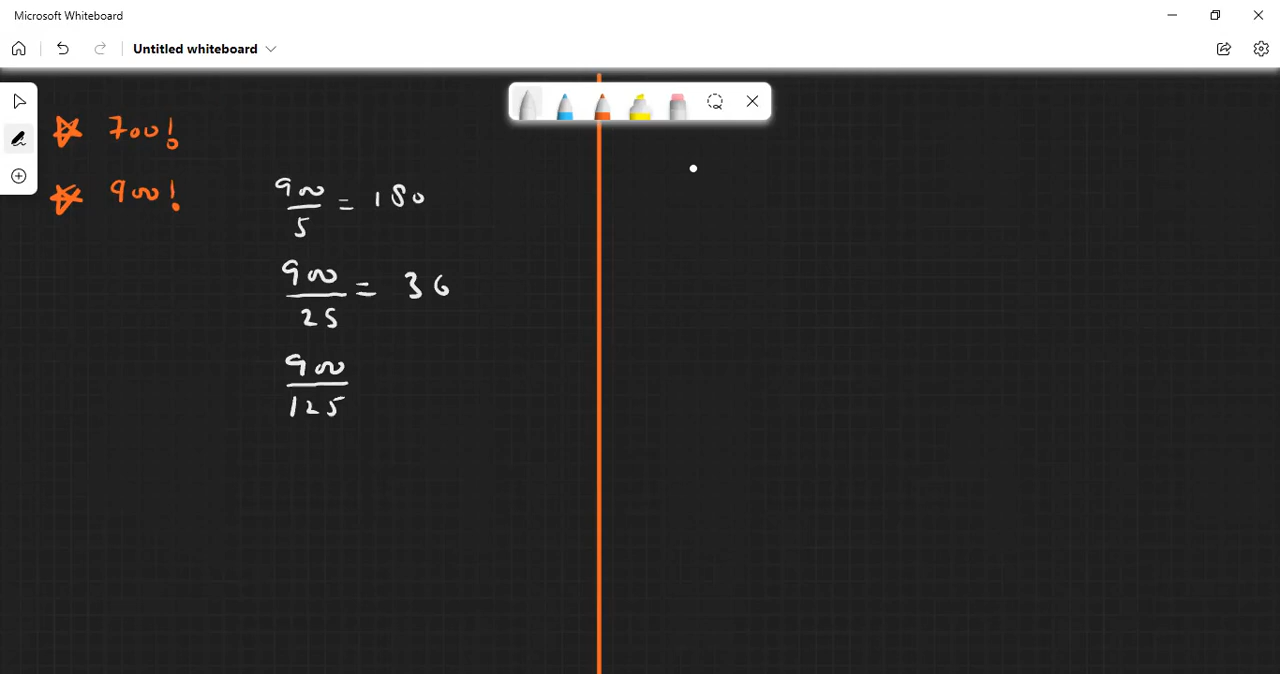 Microsoft Whiteboard
Untitled whiteboard
700!
900!
900/5 = 180
900/25 = 36
900/125